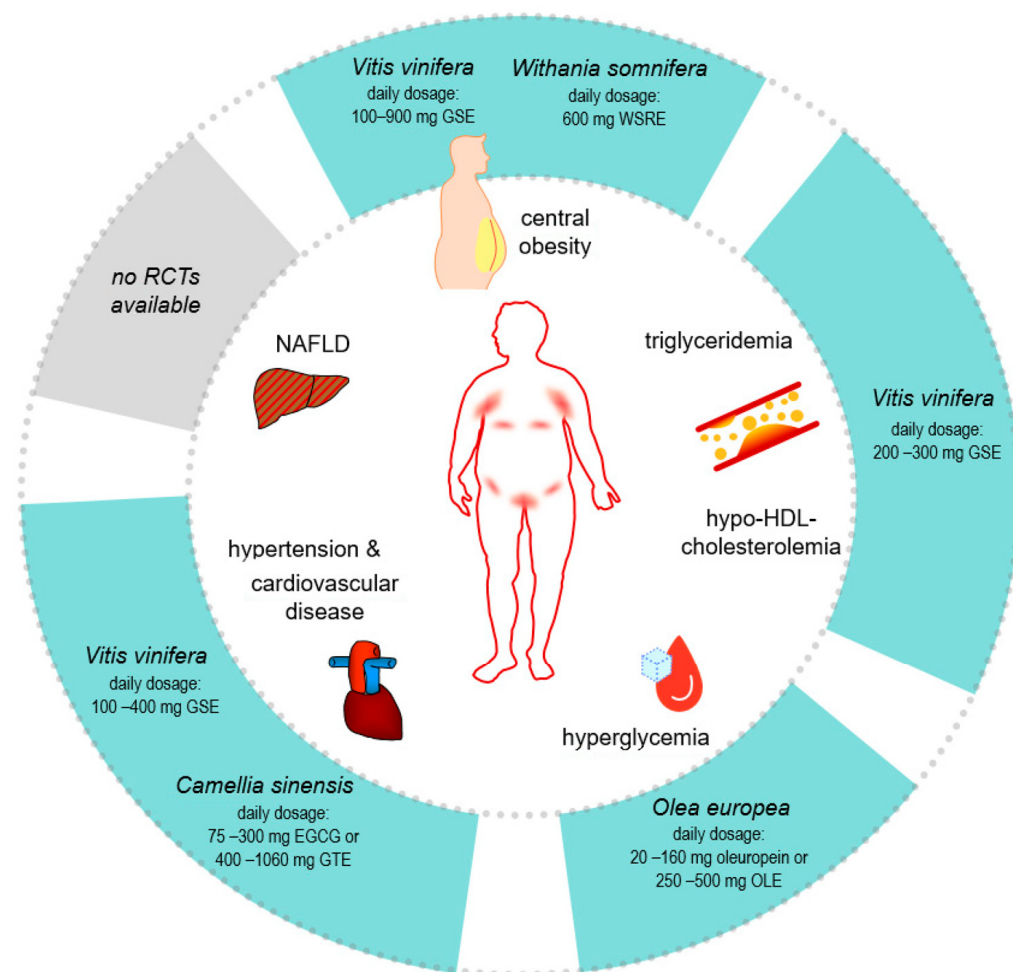 Vitis vinifera
daily dosage:
100–900 mg GSE
Withania somnifera
daily dosage:
600 mg WSRE
central
obesity
no RCTs
available
NAFLD
triglyceridemia
hypo-HDL-
cholesterolemia
Vitis vinifera
daily dosage:
200 –300 mg GSE
hypertension &
cardiovascular
disease
Vitis vinifera
daily dosage:
100 –400 mg GSE
Camellia sinensis
daily dosage:
75 –300 mg EGCG or
400 –1060 mg GTE
hyperglycemia
Olea europea
daily dosage:
20 –160 mg oleuropein or
250 –500 mg OLE